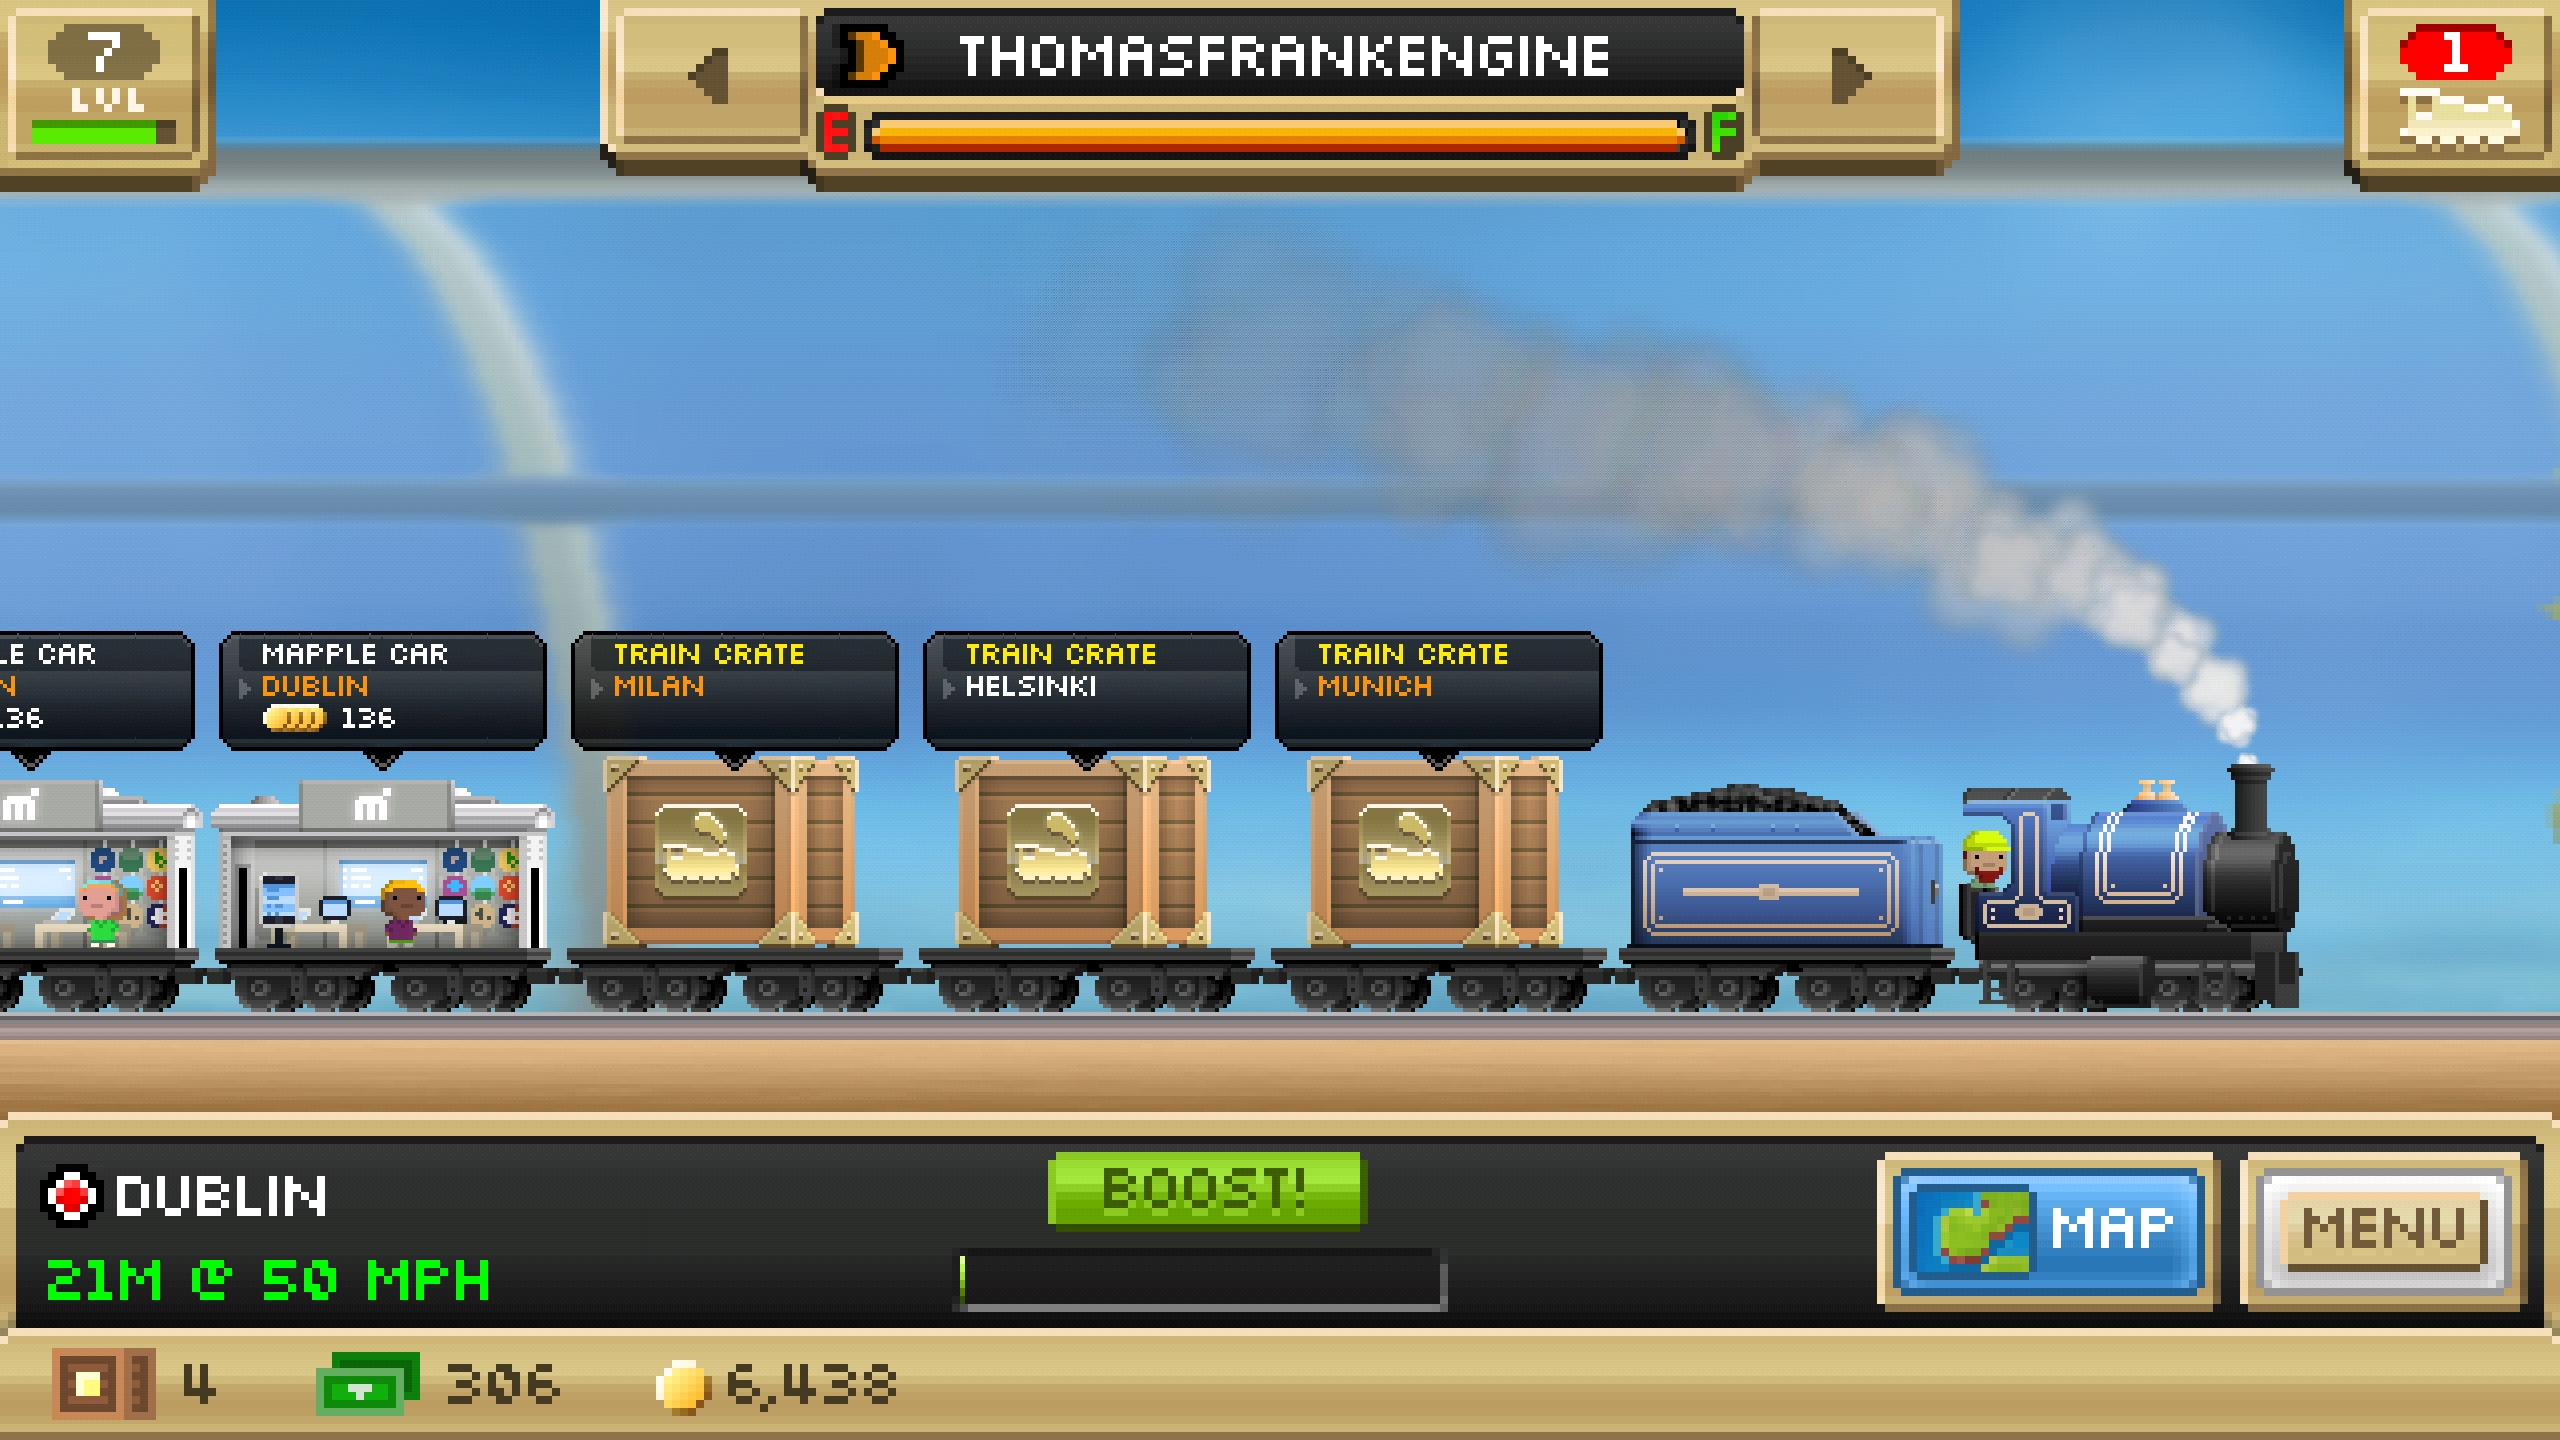 7
LVL
THOMASFRANKENGINE
E
F
1
LE CAR
N
136
MAPPLE CAR
DUBLIN
136
TRAIN CRATE
MILAN
TRAIN CRATE
HELSINKI
TRAIN CRATE
MUNICH
m
m
DUBLIN
21M @ 50 MPH
BOOST!
MAP
MENU
4
306
6,438